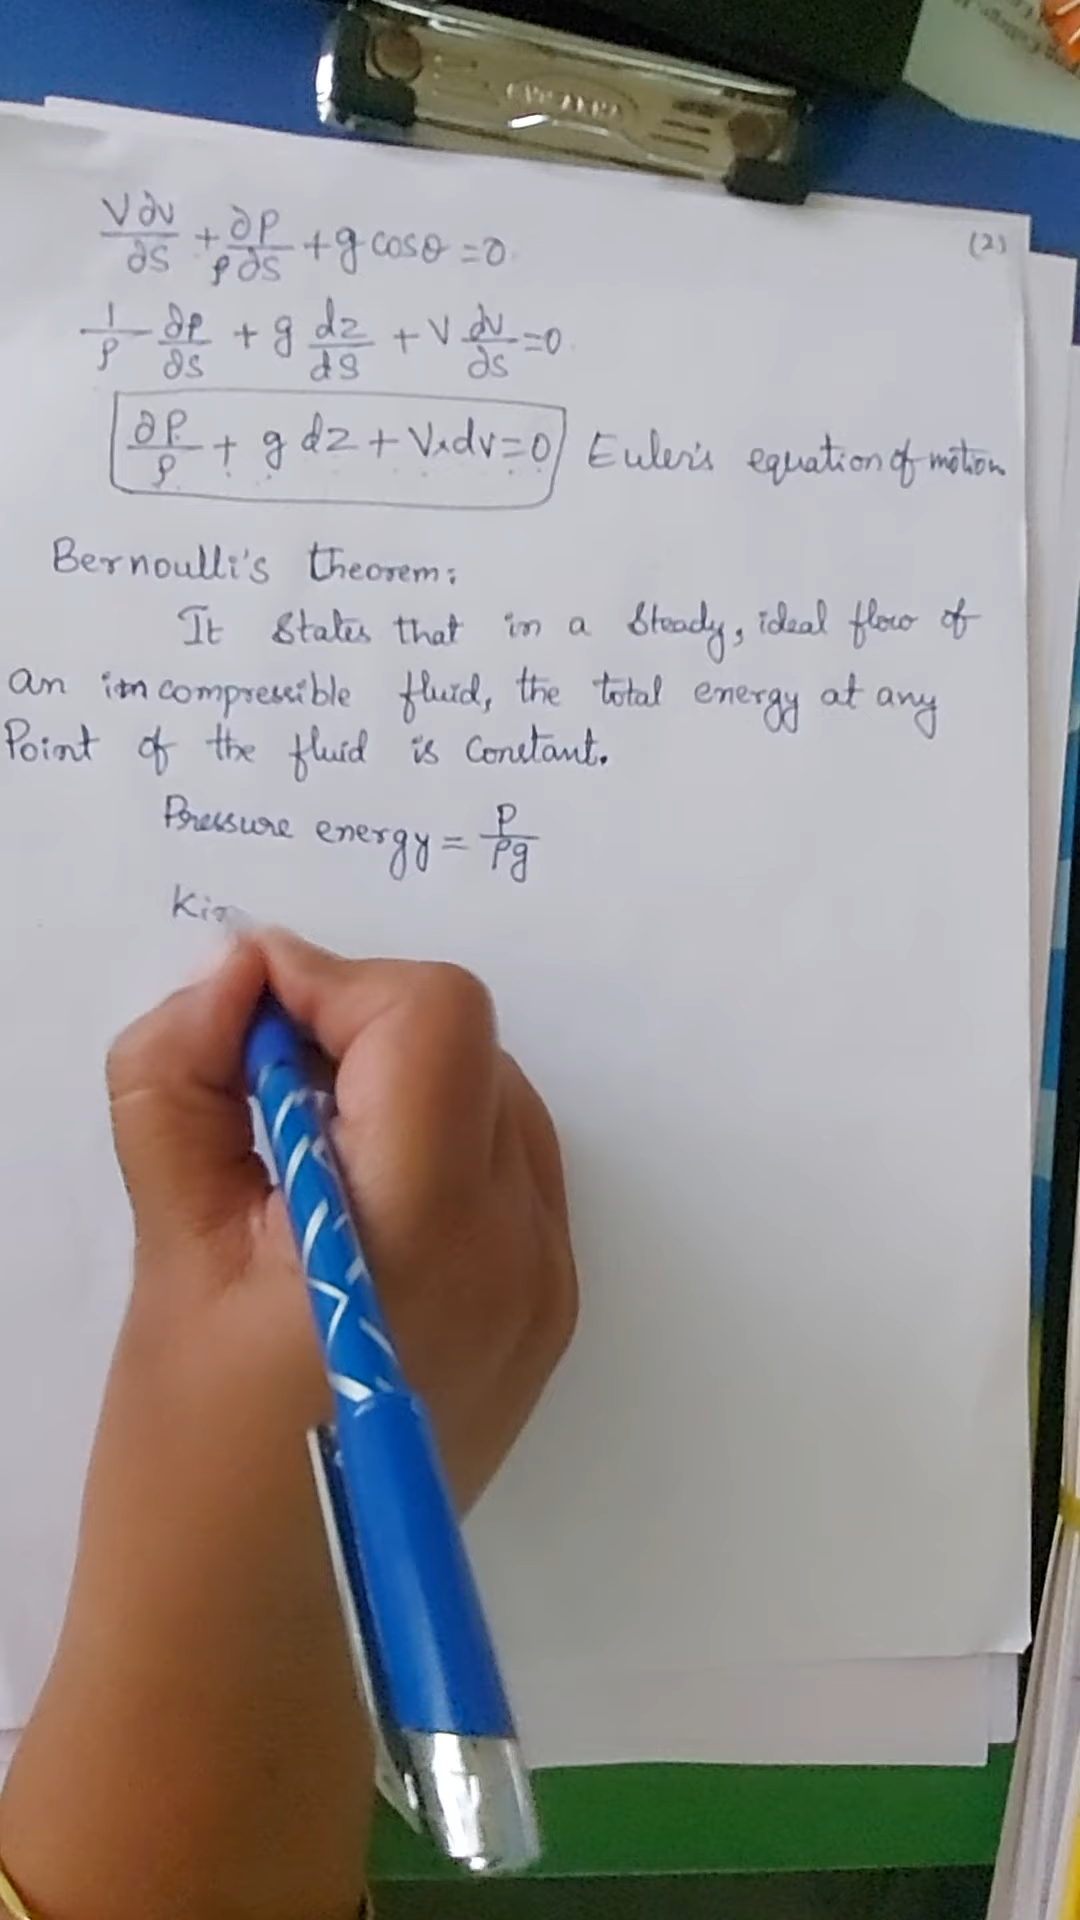 (2)
V∂v/∂s + ∂P/ρ∂s + g cosθ = 0
1/ρ ∂P/∂s + g dz/ds + V dv/∂s = 0
∂P/ρ + g dz + V×dv = 0 Euler's equation of motion
Bernoulli's theorem:
It states that in a steady, ideal flow of
an imcompressible fluid, the total energy at any
Point of the fluid is constant.
Pressure energy = P/ρg
Kin